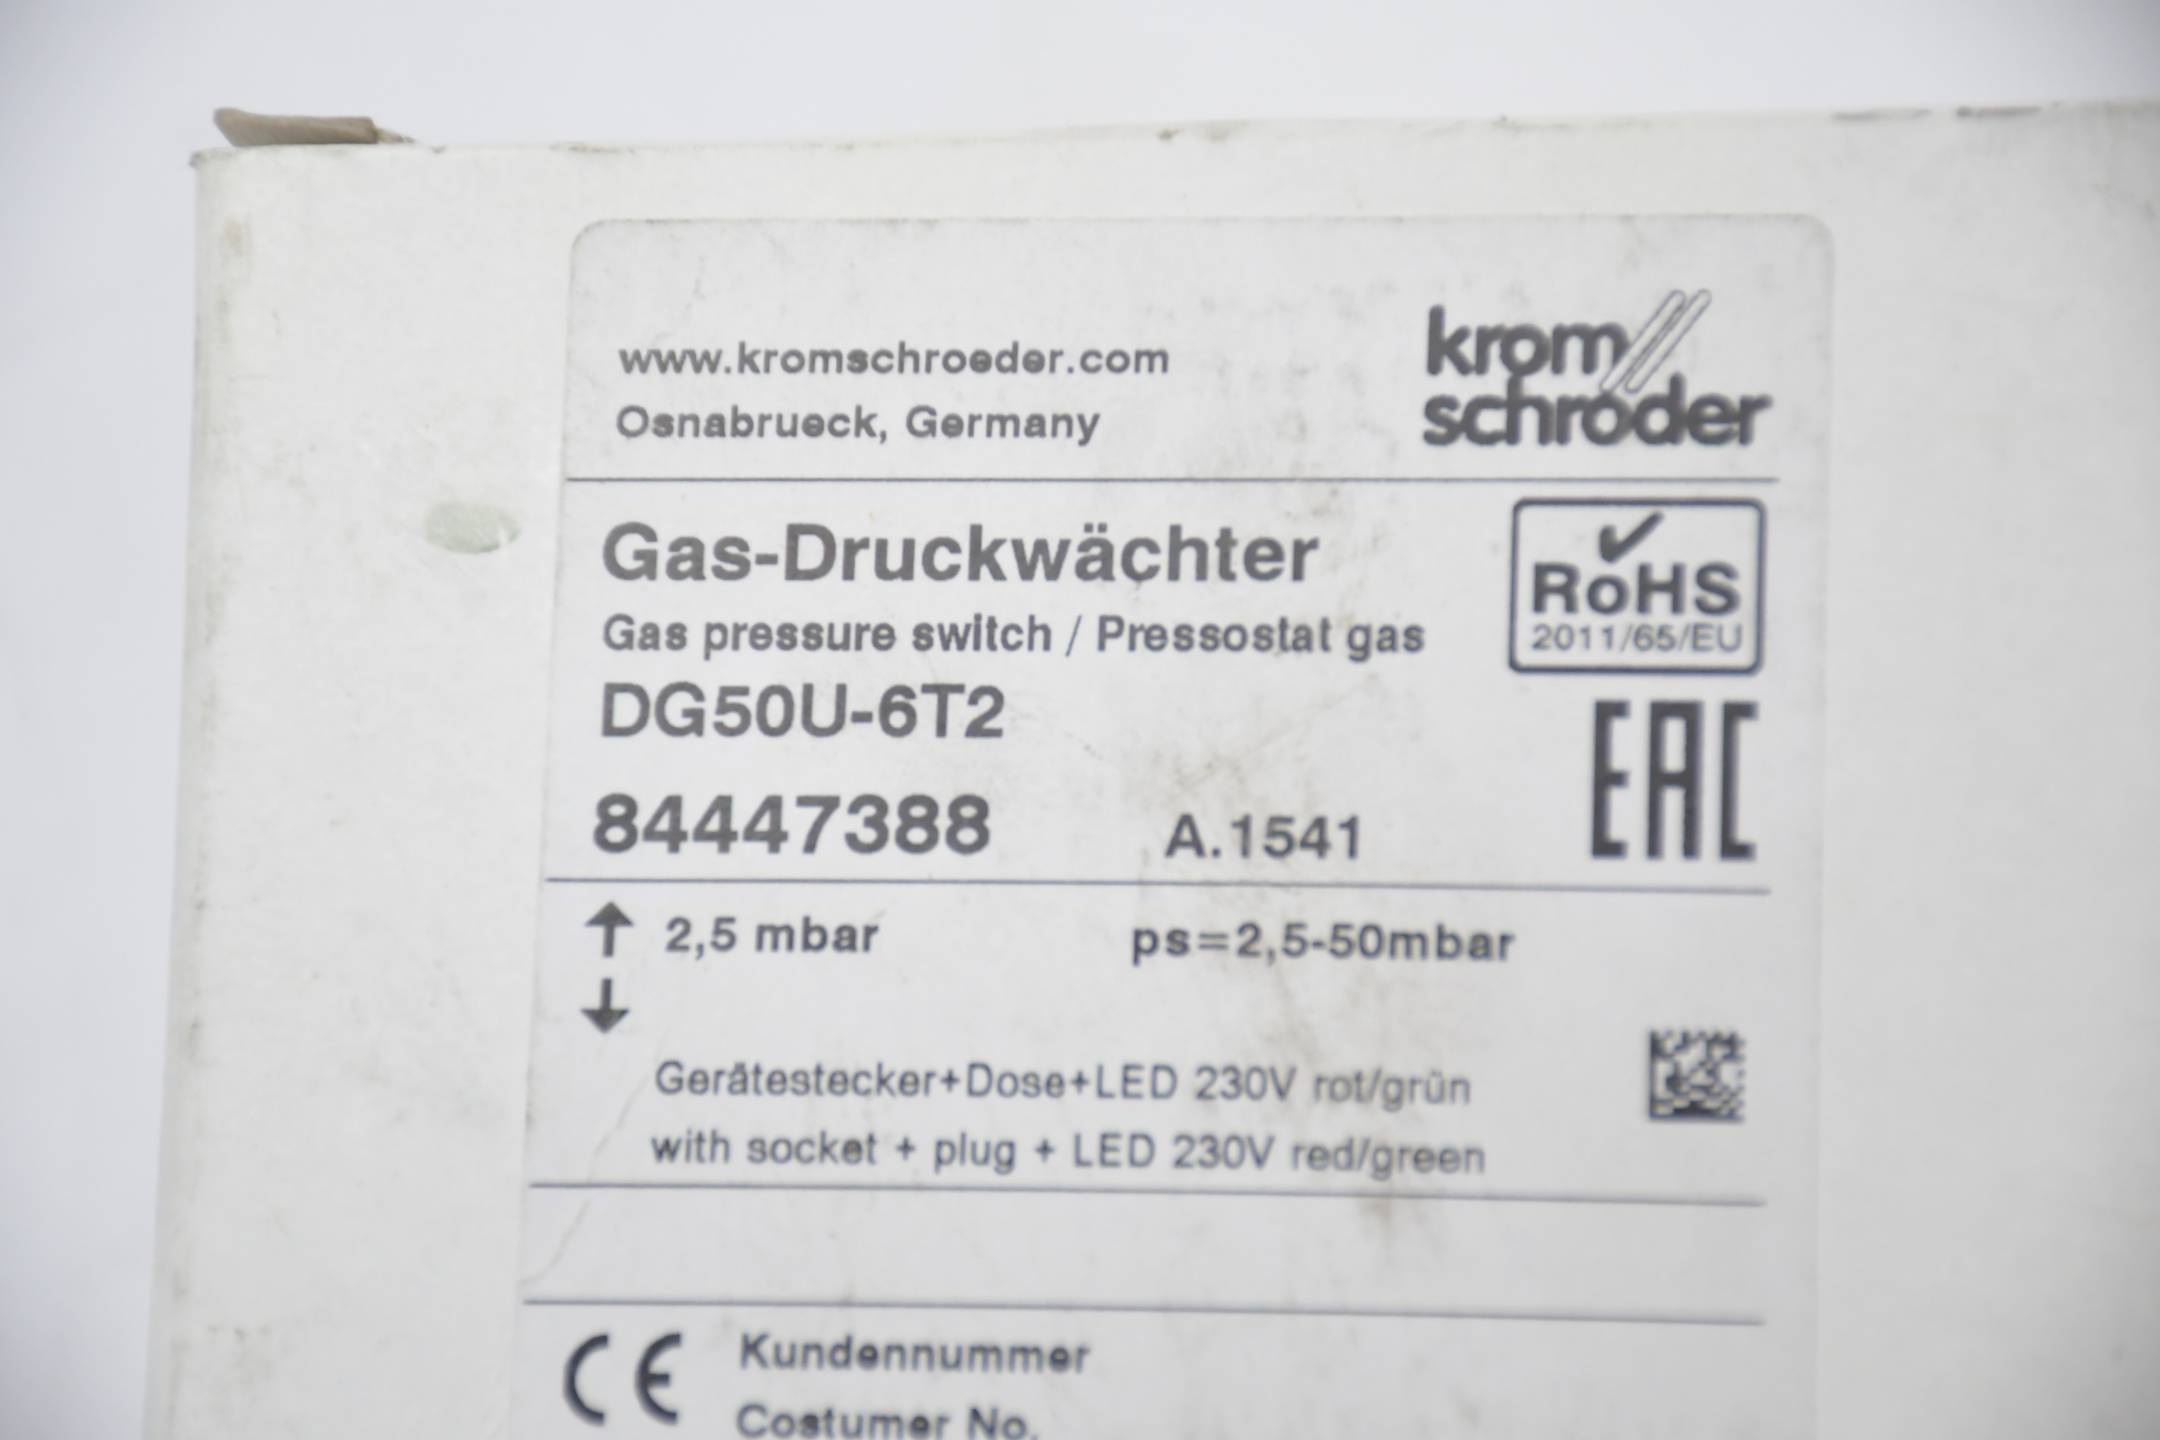 www.kromschroeder.com
Osnabrueck, Germany
krom
schröder
Gas-Druckwächter
Gas pressure switch / Pressostat gas
DG50U-6T2
84447388 A.1541
✓
RoHS
2011/65/EU
EAC
↑ 2,5 mbar ps=2,5-50mbar
↓
Gerätestecker+Dose+LED 230V rot/grün
with socket + plug + LED 230V red/green
CE Kundennummer
Costumer No.